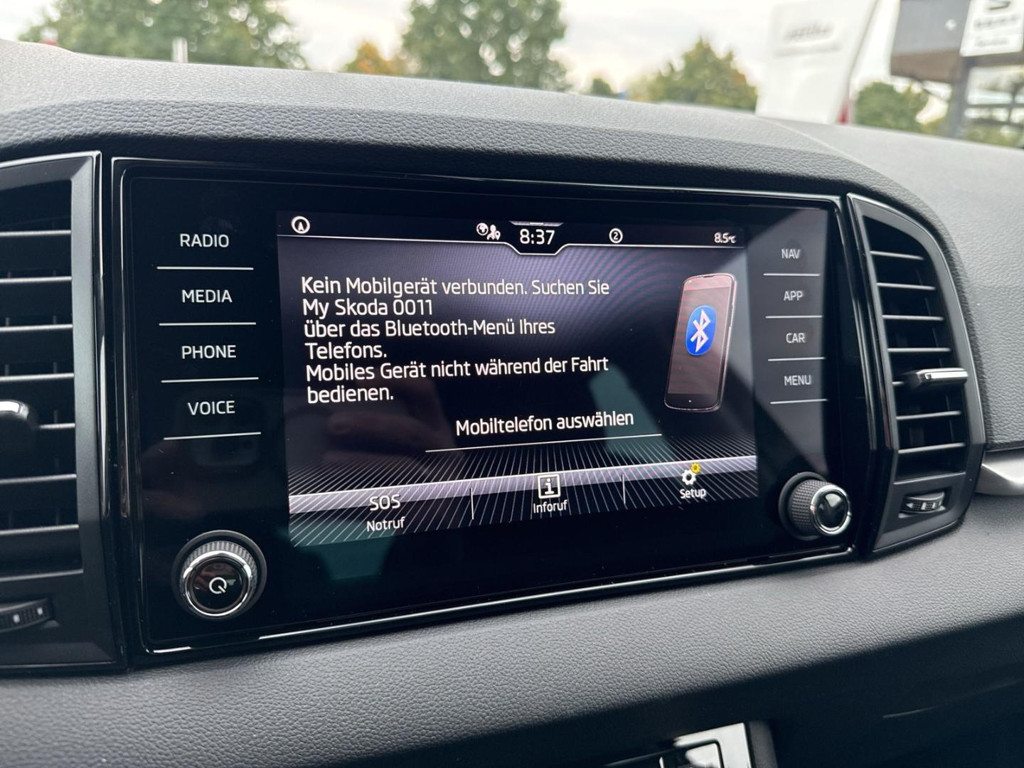 8:37
2
8.5°C
RADIO
MEDIA
PHONE
VOICE
Kein Mobilgerät verbunden. Suchen Sie
My Skoda 0011
über das Bluetooth-Menü Ihres
Telefons.
Mobiles Gerät nicht während der Fahrt
bedienen.
Mobiltelefon auswählen
SOS
Notruf
i
Inforuf
Setup
NAV
APP
CAR
MENU